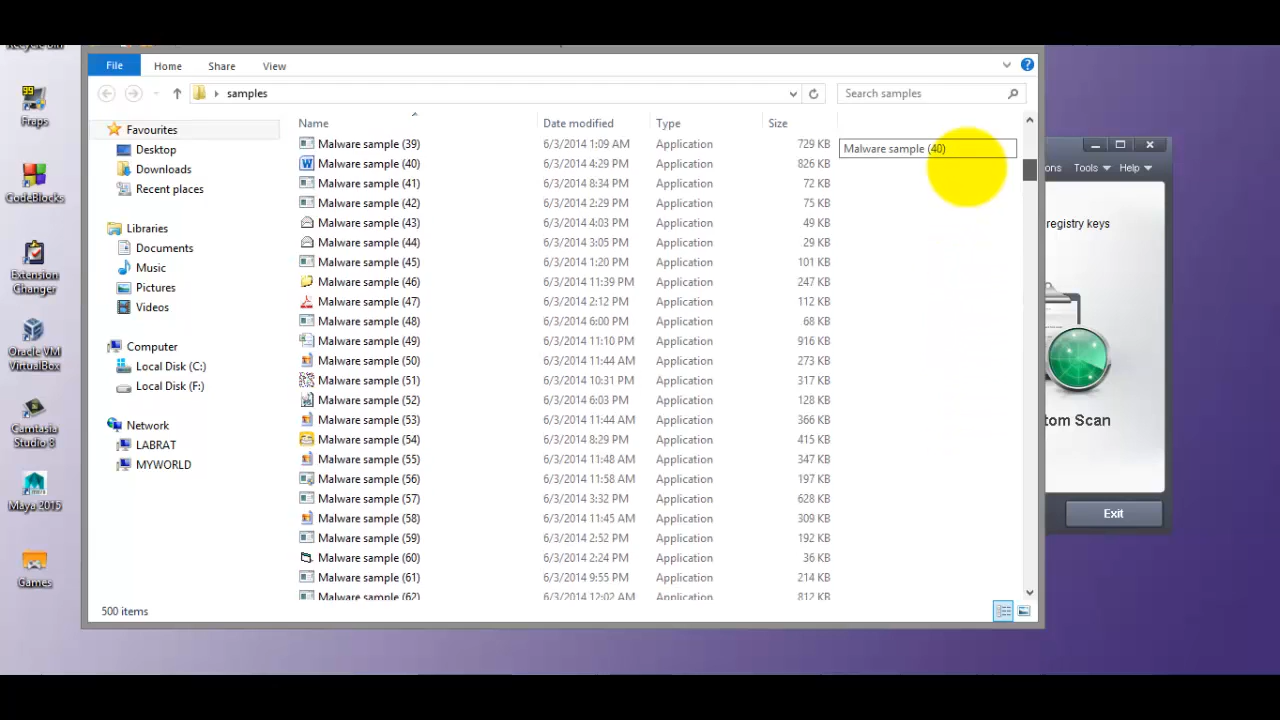 Recycle Bin
File Home Share View
Fraps
samples
Search samples
Favourites
Desktop
Downloads
Recent places
Libraries
Documents
Music
Pictures
Videos
Computer
Local Disk (C:)
Local Disk (F:)
Network
LABRAT
MYWORLD
CodeBlocks
Extension
Changer
Oracle VM
VirtualBox
Camtasia
Studio 8
Maya 2015
Games
Name Date modified Type Size
Malware sample (39) 6/3/2014 1:09 AM Application 729 KB
Malware sample (40) 6/3/2014 4:29 PM Application 826 KB
Malware sample (41) 6/3/2014 8:34 PM Application 72 KB
Malware sample (42) 6/3/2014 2:29 PM Application 75 KB
Malware sample (43) 6/3/2014 4:03 PM Application 49 KB
Malware sample (44) 6/3/2014 3:05 PM Application 29 KB
Malware sample (45) 6/3/2014 1:20 PM Application 101 KB
Malware sample (46) 6/3/2014 11:39 PM Application 247 KB
Malware sample (47) 6/3/2014 2:12 PM Application 112 KB
Malware sample (48) 6/3/2014 6:00 PM Application 68 KB
Malware sample (49) 6/3/2014 11:10 PM Application 916 KB
Malware sample (50) 6/3/2014 11:44 AM Application 273 KB
Malware sample (51) 6/3/2014 10:31 PM Application 317 KB
Malware sample (52) 6/3/2014 6:03 PM Application 128 KB
Malware sample (53) 6/3/2014 11:44 AM Application 366 KB
Malware sample (54) 6/3/2014 8:29 PM Application 415 KB
Malware sample (55) 6/3/2014 11:48 AM Application 347 KB
Malware sample (56) 6/3/2014 11:58 AM Application 197 KB
Malware sample (57) 6/3/2014 3:32 PM Application 628 KB
Malware sample (58) 6/3/2014 11:45 AM Application 309 KB
Malware sample (59) 6/3/2014 2:52 PM Application 192 KB
Malware sample (60) 6/3/2014 2:24 PM Application 36 KB
Malware sample (61) 6/3/2014 9:55 PM Application 214 KB
Malware sample (62) 6/3/2014 12:02 AM Application 812 KB
Malware sample (40)
500 items
ons Tools Help
registry keys
tom Scan
Exit